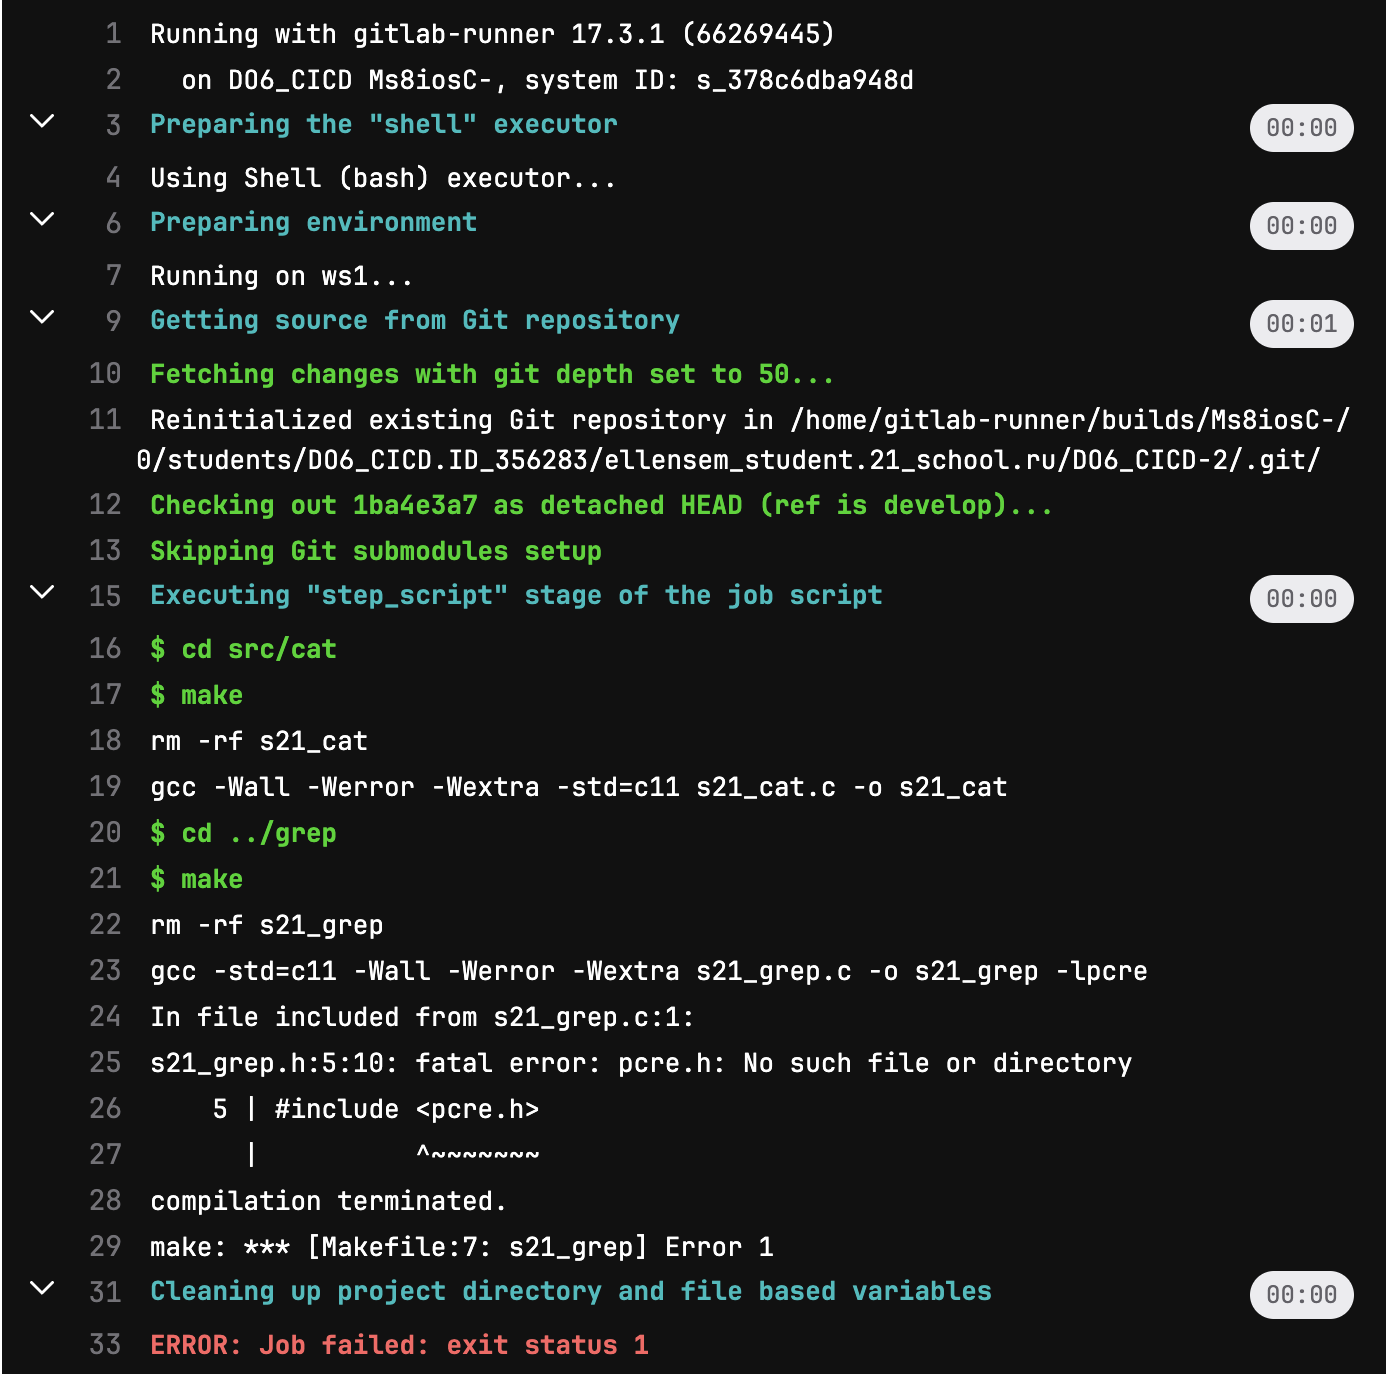 1 Running with gitlab-runner 17.3.1 (66269445)
2 on DO6_CICD Ms8iosC-, system ID: s_378c6dba948d
3 Preparing the "shell" executor 00:00
4 Using Shell (bash) executor...
6 Preparing environment 00:00
7 Running on ws1...
9 Getting source from Git repository 00:01
10 Fetching changes with git depth set to 50...
11 Reinitialized existing Git repository in /home/gitlab-runner/builds/Ms8iosC-/
0/students/DO6_CICD.ID_356283/ellensem_student.21_school.ru/DO6_CICD-2/.git/
12 Checking out 1ba4e3a7 as detached HEAD (ref is develop)...
13 Skipping Git submodules setup
15 Executing "step_script" stage of the job script 00:00
16 $ cd src/cat
17 $ make
18 rm -rf s21_cat
19 gcc -Wall -Werror -Wextra -std=c11 s21_cat.c -o s21_cat
20 $ cd ../grep
21 $ make
22 rm -rf s21_grep
23 gcc -std=c11 -Wall -Werror -Wextra s21_grep.c -o s21_grep -lpcre
24 In file included from s21_grep.c:1:
25 s21_grep.h:5:10: fatal error: pcre.h: No such file or directory
26     5 | #include <pcre.h>
27       |          ^~~~~~~~
28 compilation terminated.
29 make: *** [Makefile:7: s21_grep] Error 1
31 Cleaning up project directory and file based variables 00:00
33 ERROR: Job failed: exit status 1